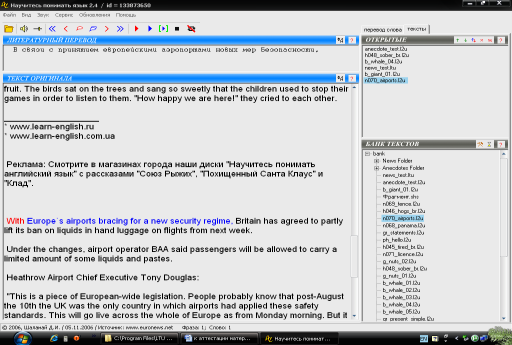 Научитесь понимать язык 2.4 / id = 133873650
Файл Вид Звук Сервис Обновления Помощь
ЛИТЕРАТУРНЫЙ ПЕРЕВОД
В связи с принятием европейскими аэропортами новых мер безопасности,
ТЕКСТ ОРИГИНАЛА
fruit. The birds sat on the trees and sang so sweetly that the children used to stop their
games in order to listen to them. "How happy we are here!" they cried to each other.
* www.learn-english.ru
* www.learn-english.com.ua
Реклама: Смотрите в магазинах города наши диски "Научитесь понимать
английский язык" с рассказами "Союз Рыжих", "Похищенный Санта Клаус" и
"Клад".
With Europe`s airports bracing for a new security regime, Britain has agreed to partly
lift its ban on liquids in hand luggage on flights from next week.
Under the changes, airport operator BAA said passengers will be allowed to carry a
limited amount of some liquids and pastes.
Heathrow Airport Chief Executive Tony Douglas:
"This is a piece of European-wide legislation. People probably know that post-August
the 10th the UK was the only country in which airports had applied these safety
standards. This will go live across the whole of Europe as from Monday morning. But it
© 2006, Шаланай Д.И. / 05.11.2006 / Источник: www.euronews.net Фраза: 1; Слово: 1
перевод слова тексты
ОТКРЫТЫЕ
anecdote_test.l2u
h048_sober_bi.l2u
b_whale_04.l2u
news_test.ltu
b_giant_01.l2u
n070_airports.l2u
БАНК ТЕКСТОВ
bank
News Folder
Anecdotes Folder
news_test.ltu
anecdote_test.l2u
b_giant_01.l2u
Фрагмент.shs
n069_fence.l2u
n046_hogs_br.l2u
n070_airports.l2u
n068_panama.l2u
gr_statements.l2u
ph_hello.l2u
h045_tired_br.l2u
n071_licence.l2u
g_nuts_02.l2u
h048_sober_br.l2u
g_nuts_01.l2u
b_whale_01.l2u
b_whale_02.l2u
b_whale_03.l2u
b_whale_04.l2u
b_whale_05.l2u
gr_present_simple.l2u
C:\Program Files\LTU
к аттестации матер...
Научитесь понимат...